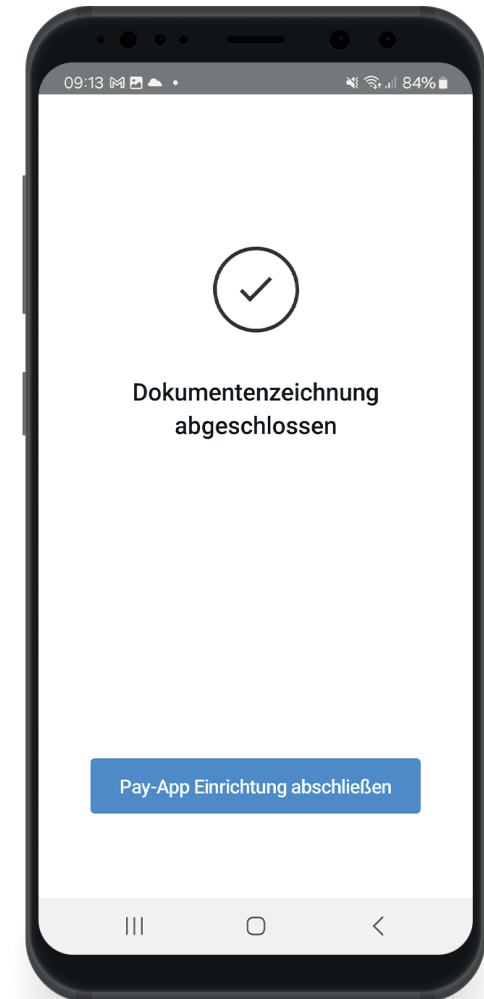 09:13 84%
Dokumentenzeichnung
abgeschlossen
Pay-App Einrichtung abschließen